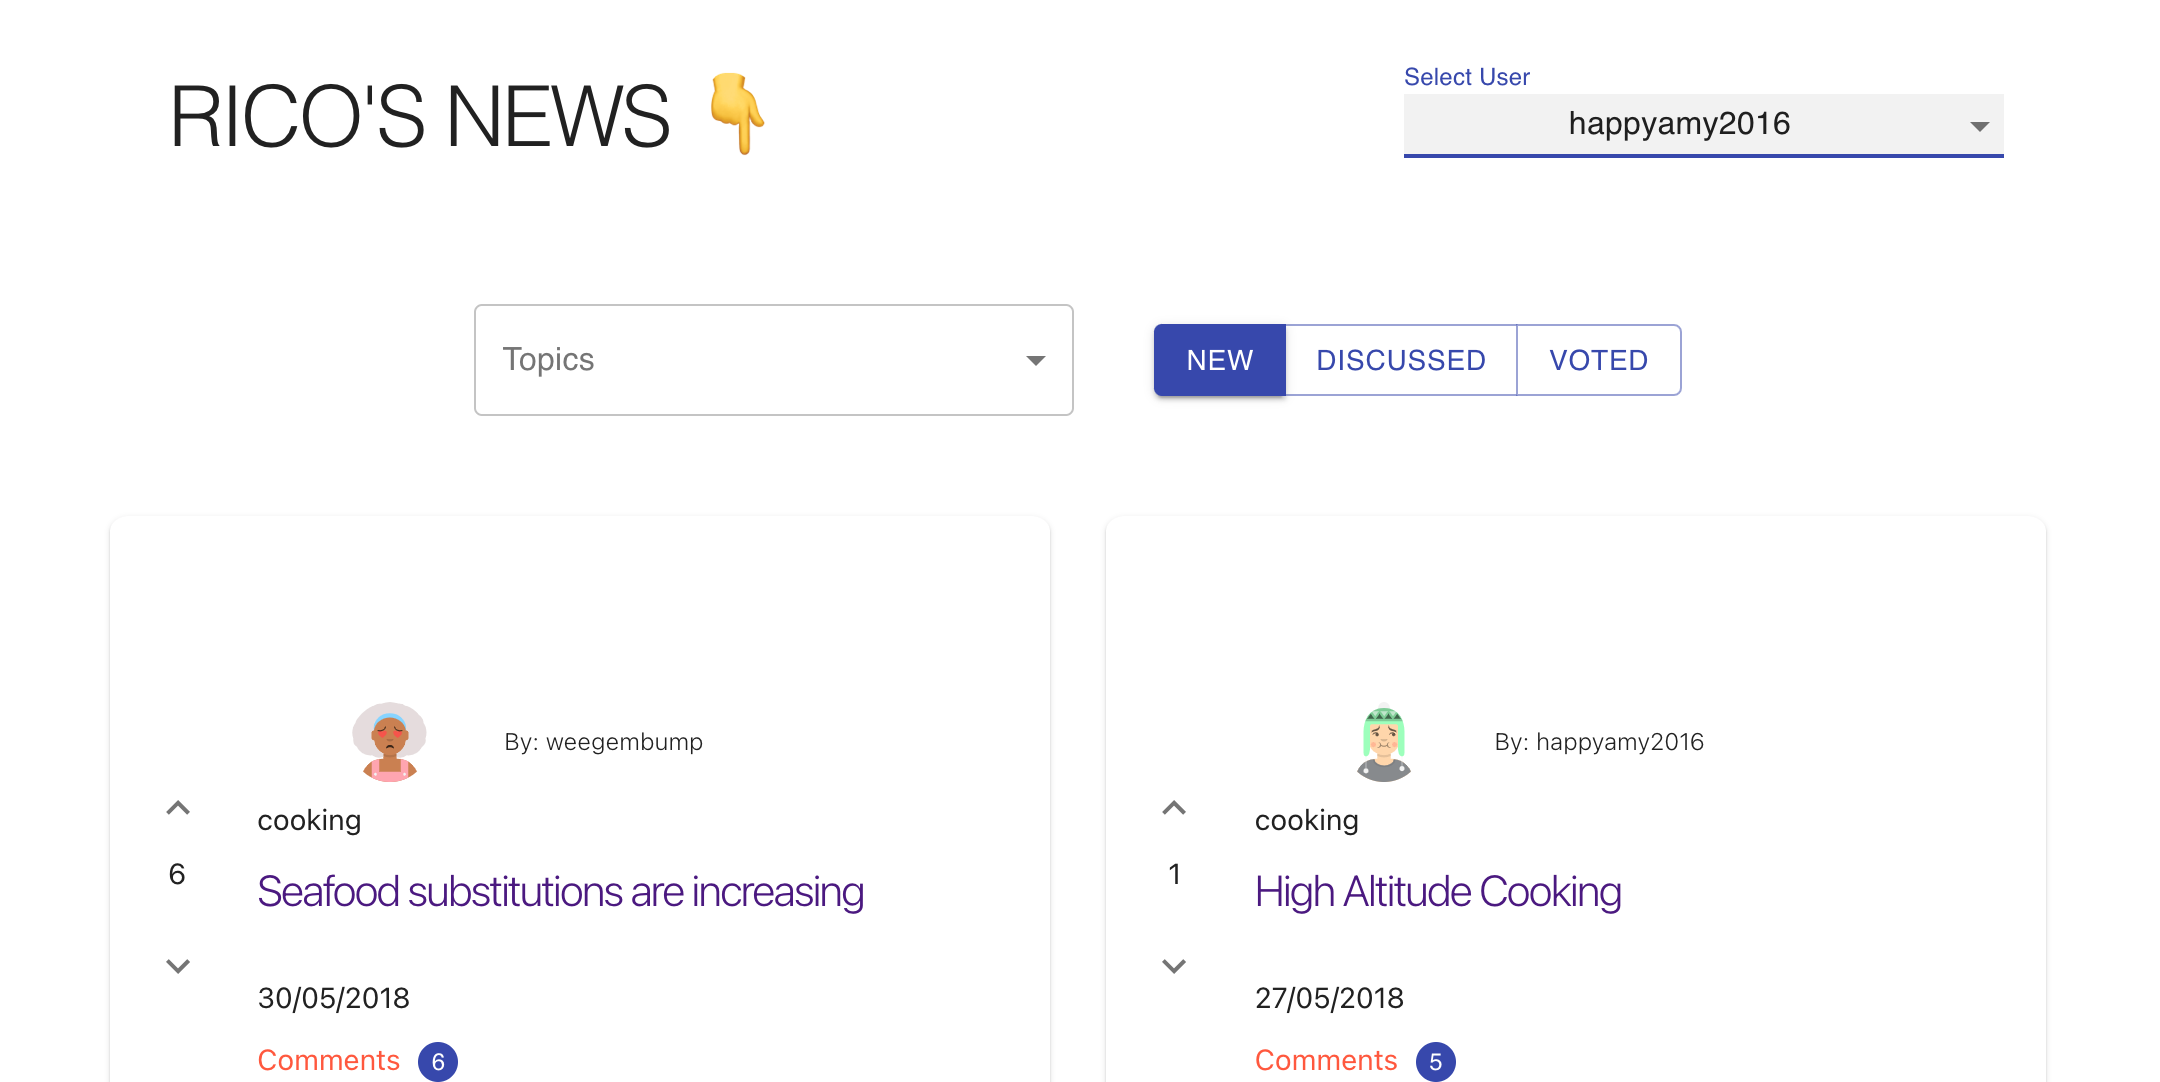 RICO'S NEWS 👇
Select User
happyamy2016
Topics
NEW
DISCUSSED
VOTED
By: weegembump
cooking
6
Seafood substitutions are increasing
30/05/2018
Comments 6
By: happyamy2016
cooking
1
High Altitude Cooking
27/05/2018
Comments 5